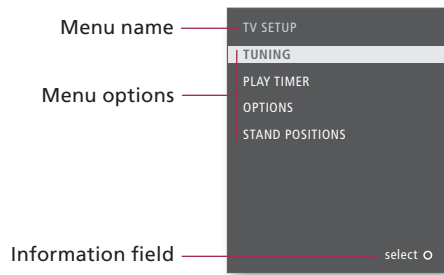 Menu name
TV SETUP
TUNING
Menu options
PLAY TIMER
OPTIONS
STAND POSITIONS
Information field
select